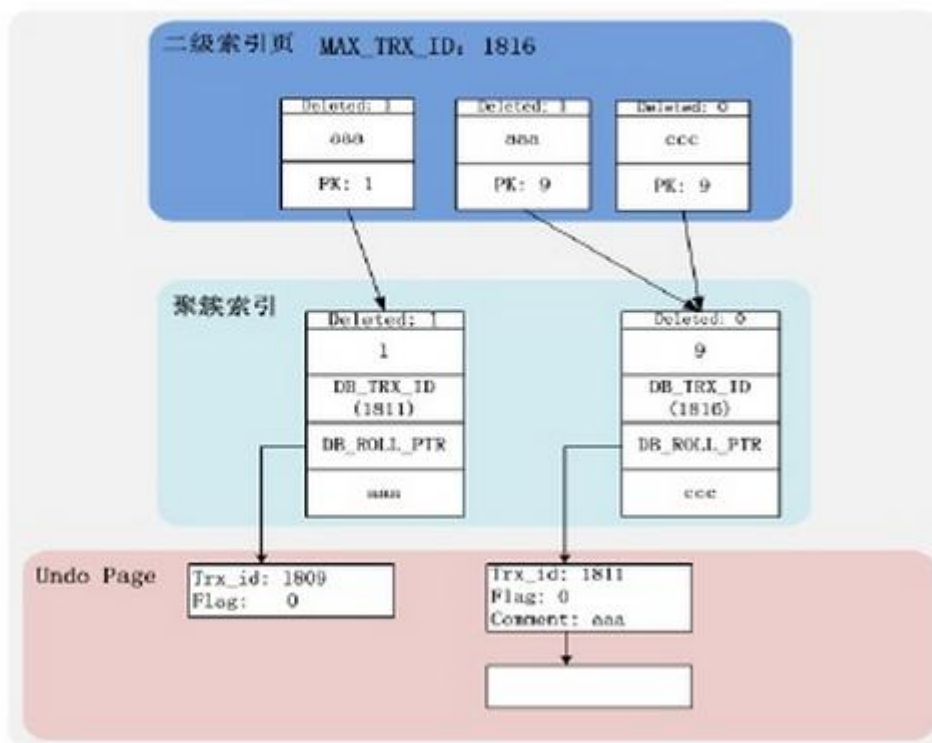 二级索引页 MAX_TRX_ID: 1816
Deleted: 1
aaa
PK: 1
Deleted: 1
aaa
PK: 9
Deleted: 0
ccc
PK: 9
聚簇索引
Deleted: 1
1
DB_TRX_ID
(1811)
DB_ROLL_PTR
aaa
Deleted: 0
9
DB_TRX_ID
(1816)
DB_ROLL_PTR
ccc
Undo Page
Trx_id: 1809
Flag: 0
Trx_id: 1811
Flag: 0
Comment: aaa